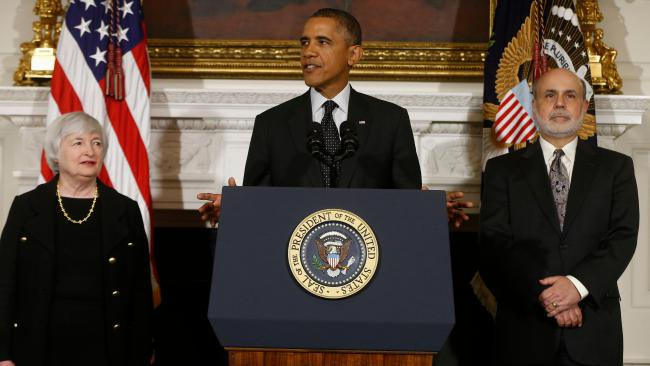 SEAL OF THE PRESIDENT OF THE UNITED STATES